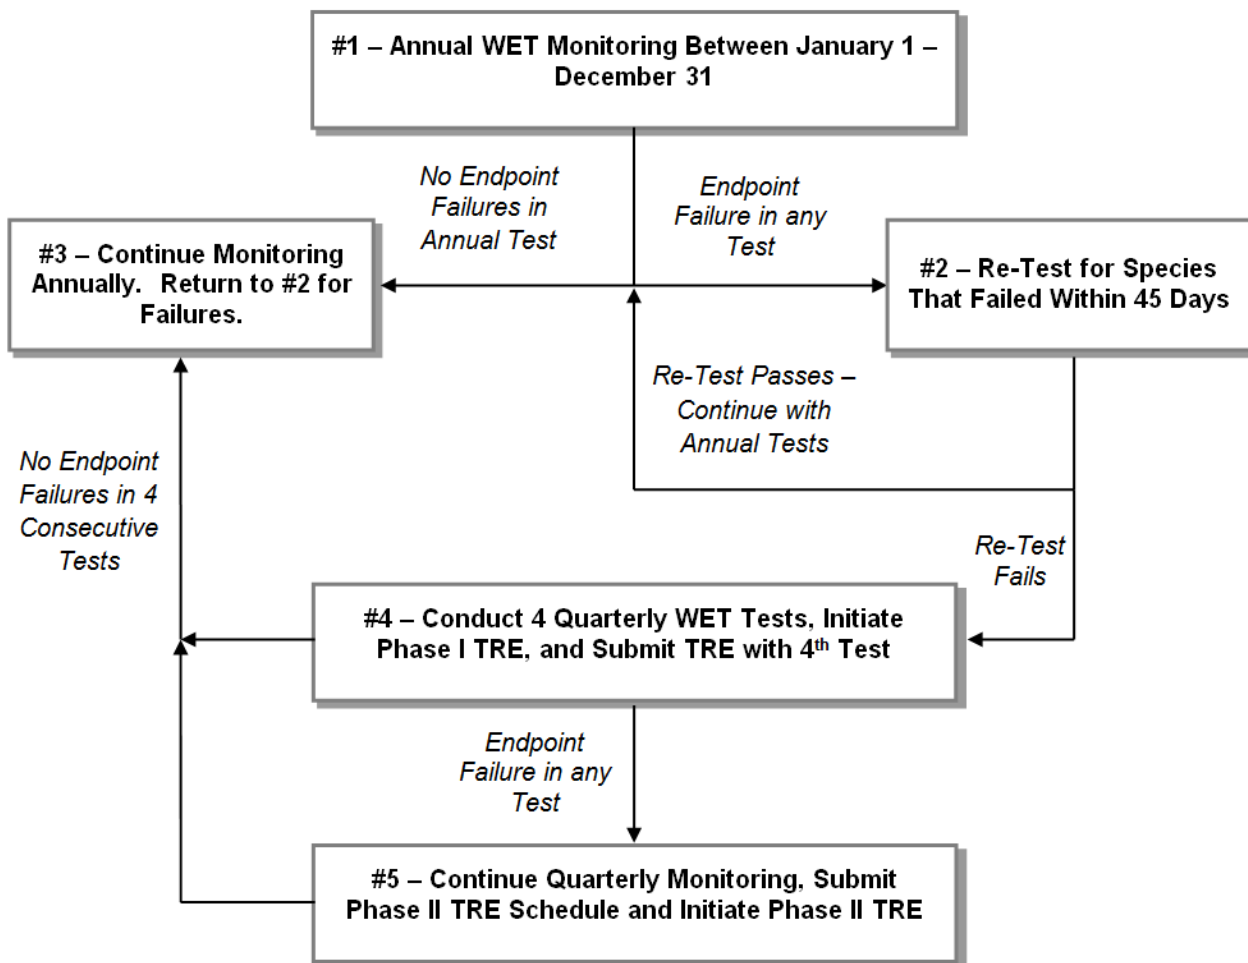 #1 – Annual WET Monitoring Between January 1 –
December 31
No Endpoint
Failures in
Annual Test
Endpoint
Failure in any
Test
#3 – Continue Monitoring
Annually.  Return to #2 for
Failures.
#2 – Re-Test for Species
That Failed Within 45 Days
Re-Test Passes –
Continue with
Annual Tests
No Endpoint
Failures in 4
Consecutive
Tests
Re-Test
Fails
#4 – Conduct 4 Quarterly WET Tests, Initiate
Phase I TRE, and Submit TRE with 4th Test
Endpoint
Failure in any
Test
#5 – Continue Quarterly Monitoring, Submit
Phase II TRE Schedule and Initiate Phase II TRE